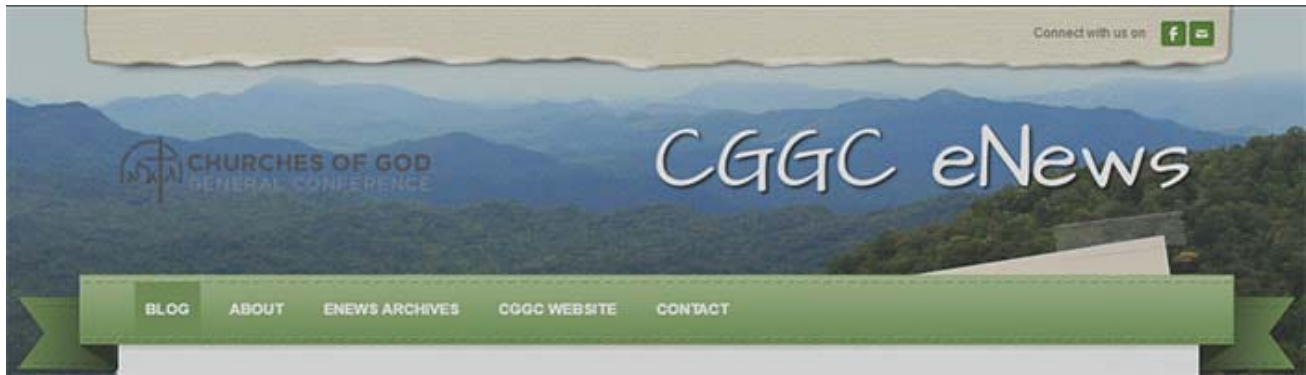 Connect with us on
CHURCHES OF GOD
GENERAL CONFERENCE
CGGC eNews
BLOG ABOUT ENEWS ARCHIVES CGGC WEBSITE CONTACT